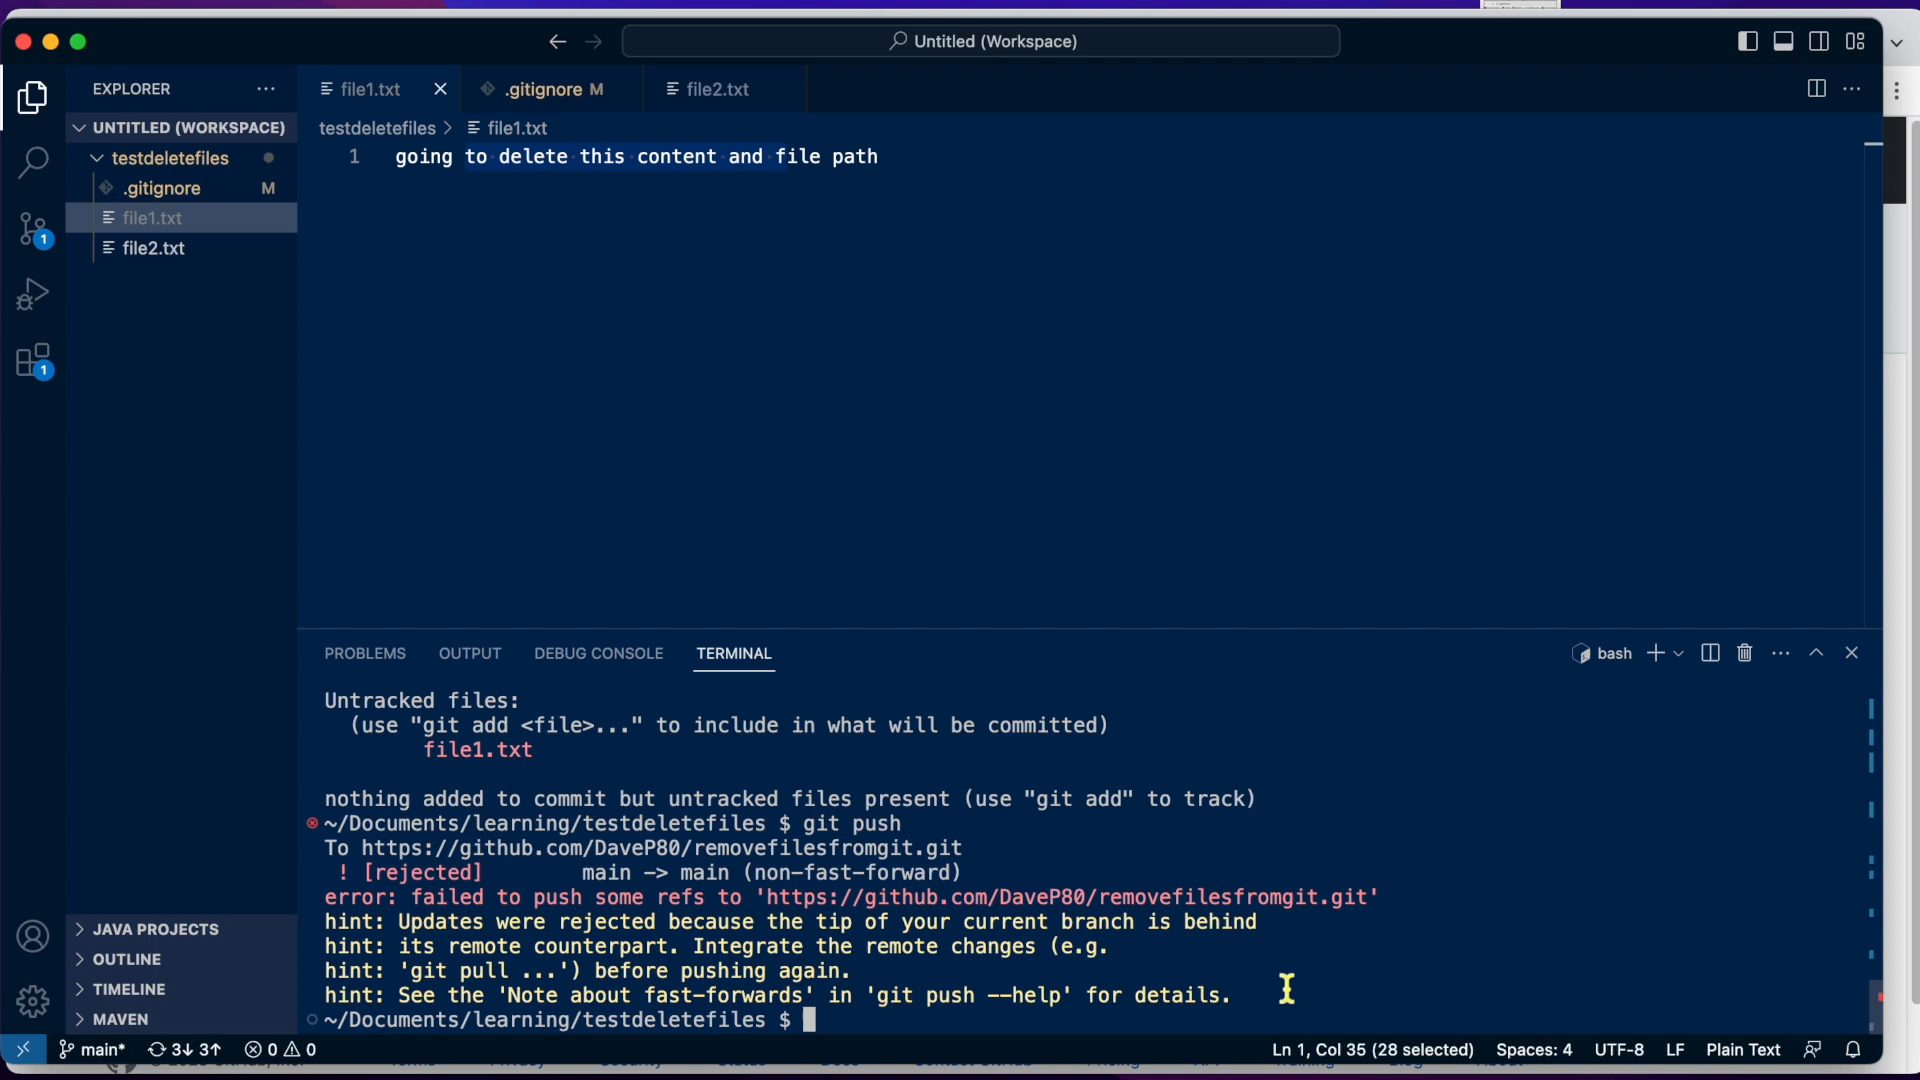 Untitled (Workspace)
EXPLORER
file1.txt
.gitignore M
file2.txt
UNTITLED (WORKSPACE)
testdeletefiles > file1.txt
testdeletefiles
1 going to delete this content and file path
.gitignore M
file1.txt
1
file2.txt
1
PROBLEMS OUTPUT DEBUG CONSOLE TERMINAL
bash
Untracked files:
(use "git add <file>..." to include in what will be committed)
file1.txt
nothing added to commit but untracked files present (use "git add" to track)
~/Documents/learning/testdeletefiles $ git push
To https://github.com/DaveP80/removefilesfromgit.git
! [rejected] main -> main (non-fast-forward)
error: failed to push some refs to 'https://github.com/DaveP80/removefilesfromgit.git'
hint: Updates were rejected because the tip of your current branch is behind
hint: its remote counterpart. Integrate the remote changes (e.g.
hint: 'git pull ...') before pushing again.
hint: See the 'Note about fast-forwards' in 'git push --help' for details.
~/Documents/learning/testdeletefiles $
JAVA PROJECTS
OUTLINE
TIMELINE
MAVEN
main* 3↓ 3↑ 0 0
Ln 1, Col 35 (28 selected) Spaces: 4 UTF-8 LF Plain Text